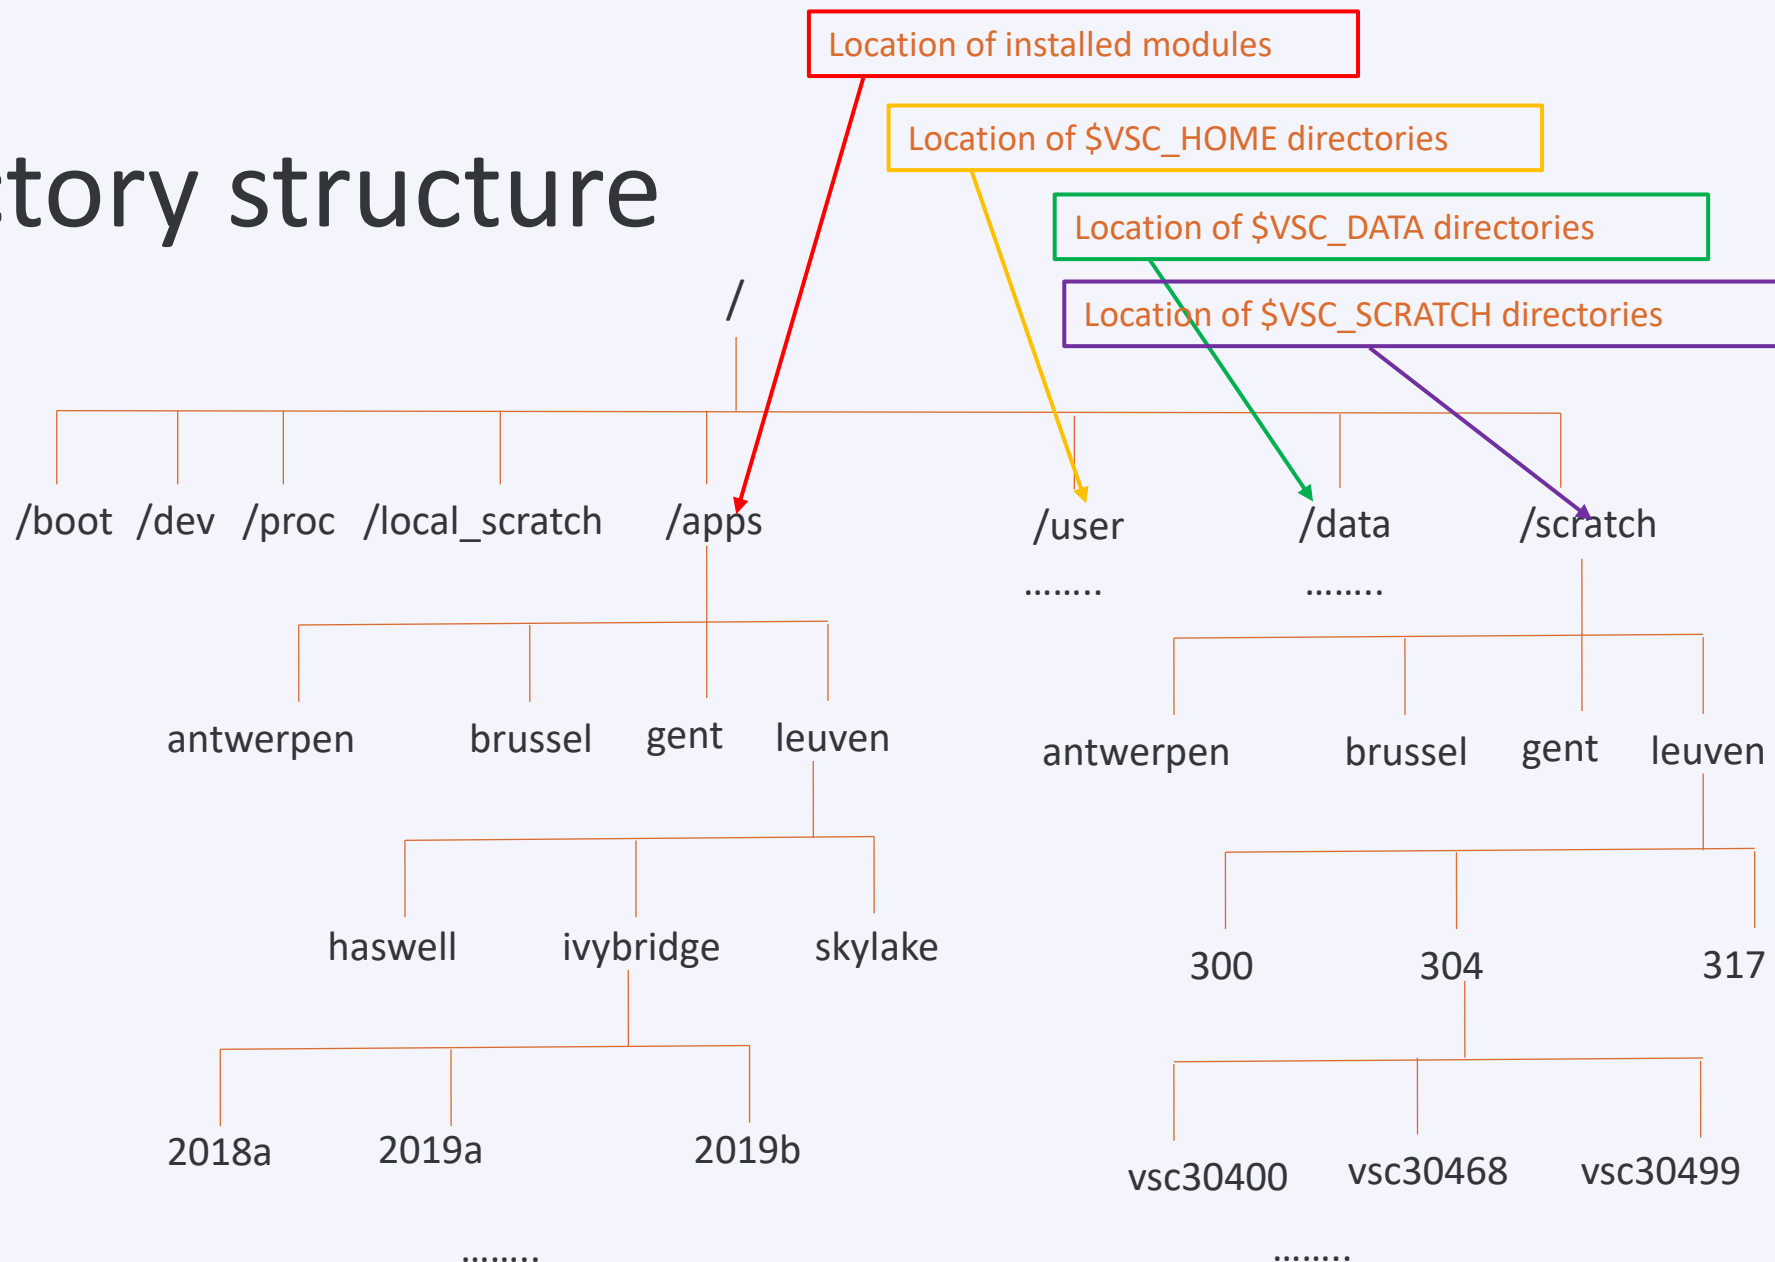 Location of installed modules
Location of $VSC_HOME directories
ctory structure
Location of $VSC_DATA directories
/
Location of $VSC_SCRATCH directories
/boot /dev /proc /local_scratch /apps /user /data /scratch
........ ........
antwerpen brussel gent leuven antwerpen brussel gent leuven
haswell ivybridge skylake 300 304 317
2018a 2019a 2019b vsc30400 vsc30468 vsc30499
........ ........